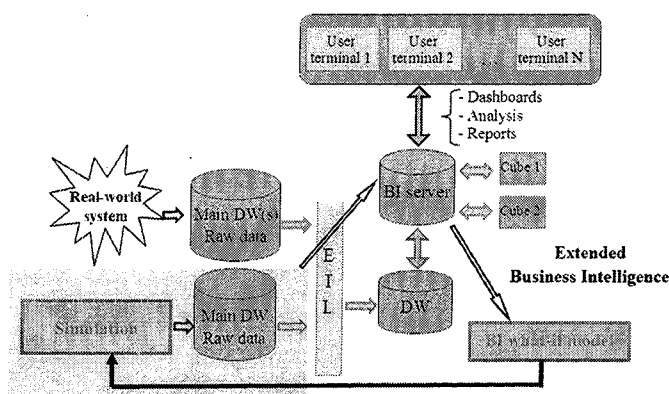 User
terminal 1
User
terminal 2
...
User
terminal N
- Dashboards
- Analysis
- Reports
Real-world
system
Main DW(s)
Raw data
BI server
Cube 1
Cube 2
E
T
L
Extended
Business Intelligence
Simulation
Main DW
Raw data
DW
BI what-if model